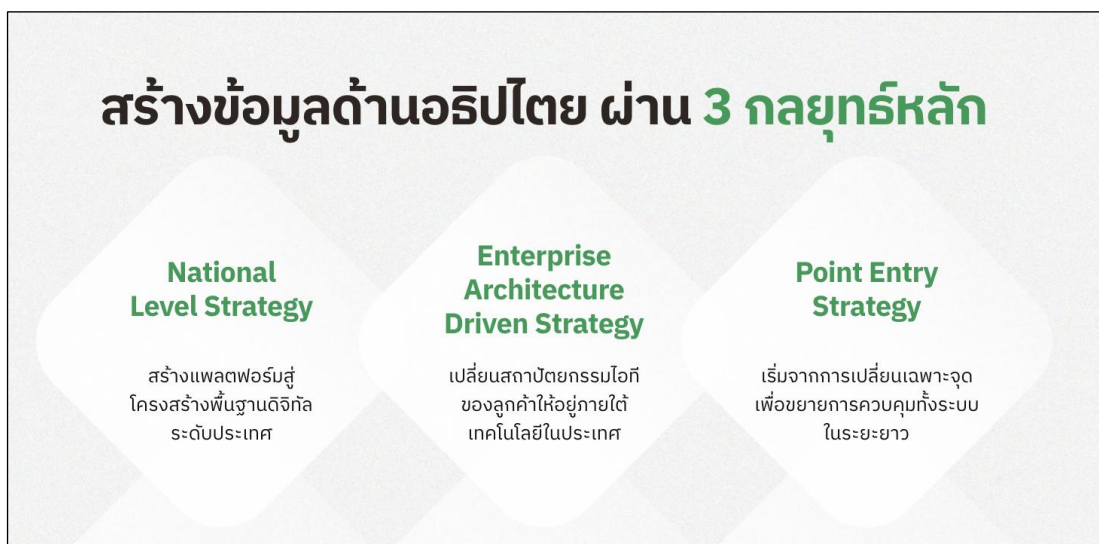 สร้างข้อมูลด้านอธิปไตย ผ่าน 3 กลยุทธ์หลัก
National
Level Strategy
สร้างแพลตฟอร์มสู่
โครงสร้างพื้นฐานดิจิทัล
ระดับประเทศ
Enterprise
Architecture
Driven Strategy
เปลี่ยนสถาปัตยกรรมไอที
ของลูกค้าให้อยู่ภายใต้
เทคโนโลยีในประเทศ
Point Entry
Strategy
เริ่มจากการเปลี่ยนเฉพาะจุด
เพื่อขยายการควบคุมทั้งระบบ
ในระยะยาว